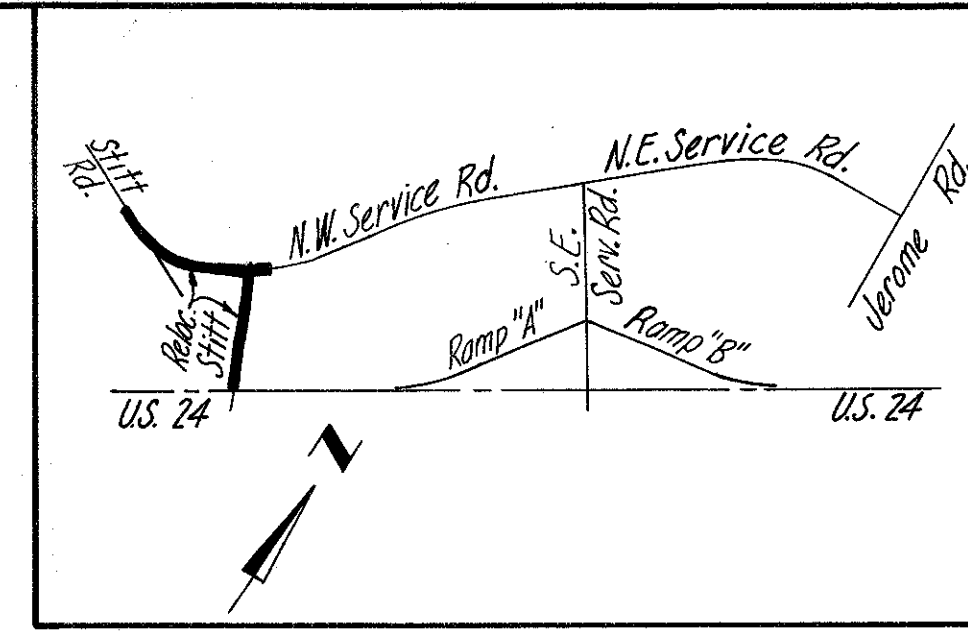 Stitt
Rd.
N.W. Service Rd.
N.E. Service Rd.
Jerome Rd.
S.E.
Serv. Rd.
Reloc.
Stitt
Ramp "A"
Ramp "B"
U.S. 24
U.S. 24
N